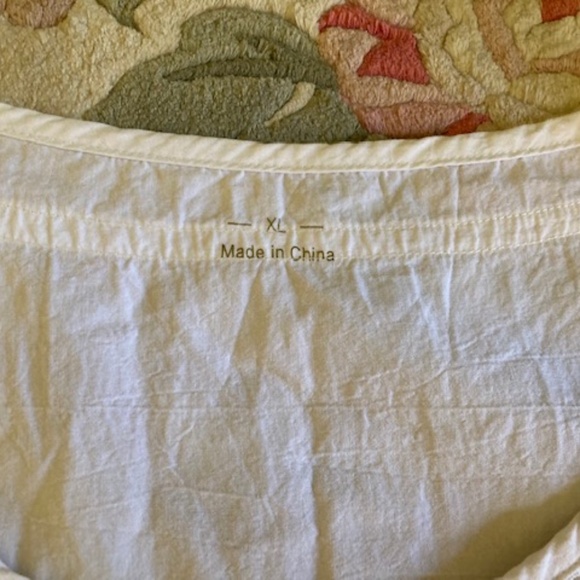 — XL —
Made in China